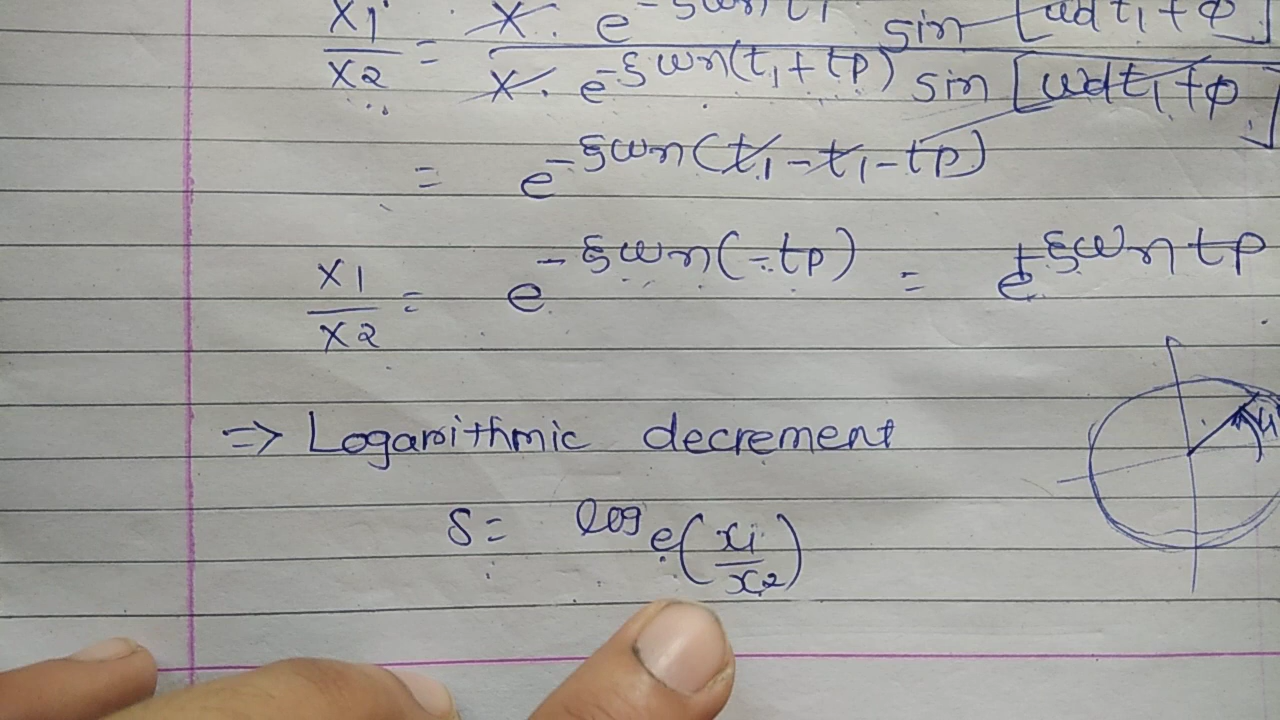 x1/x2 = x. e^-ξωn t1 sin [ωd t1 + φ] / x. e^-ξωn(t1 + tp) sin [ωd t1 + φ]
= e^-ξωn(t1 - t1 - tp)
x1/x2 = e^-ξωn(-tp) = e^+ξωn tp
=> Logarithmic decrement
δ = log e (x1/x2)